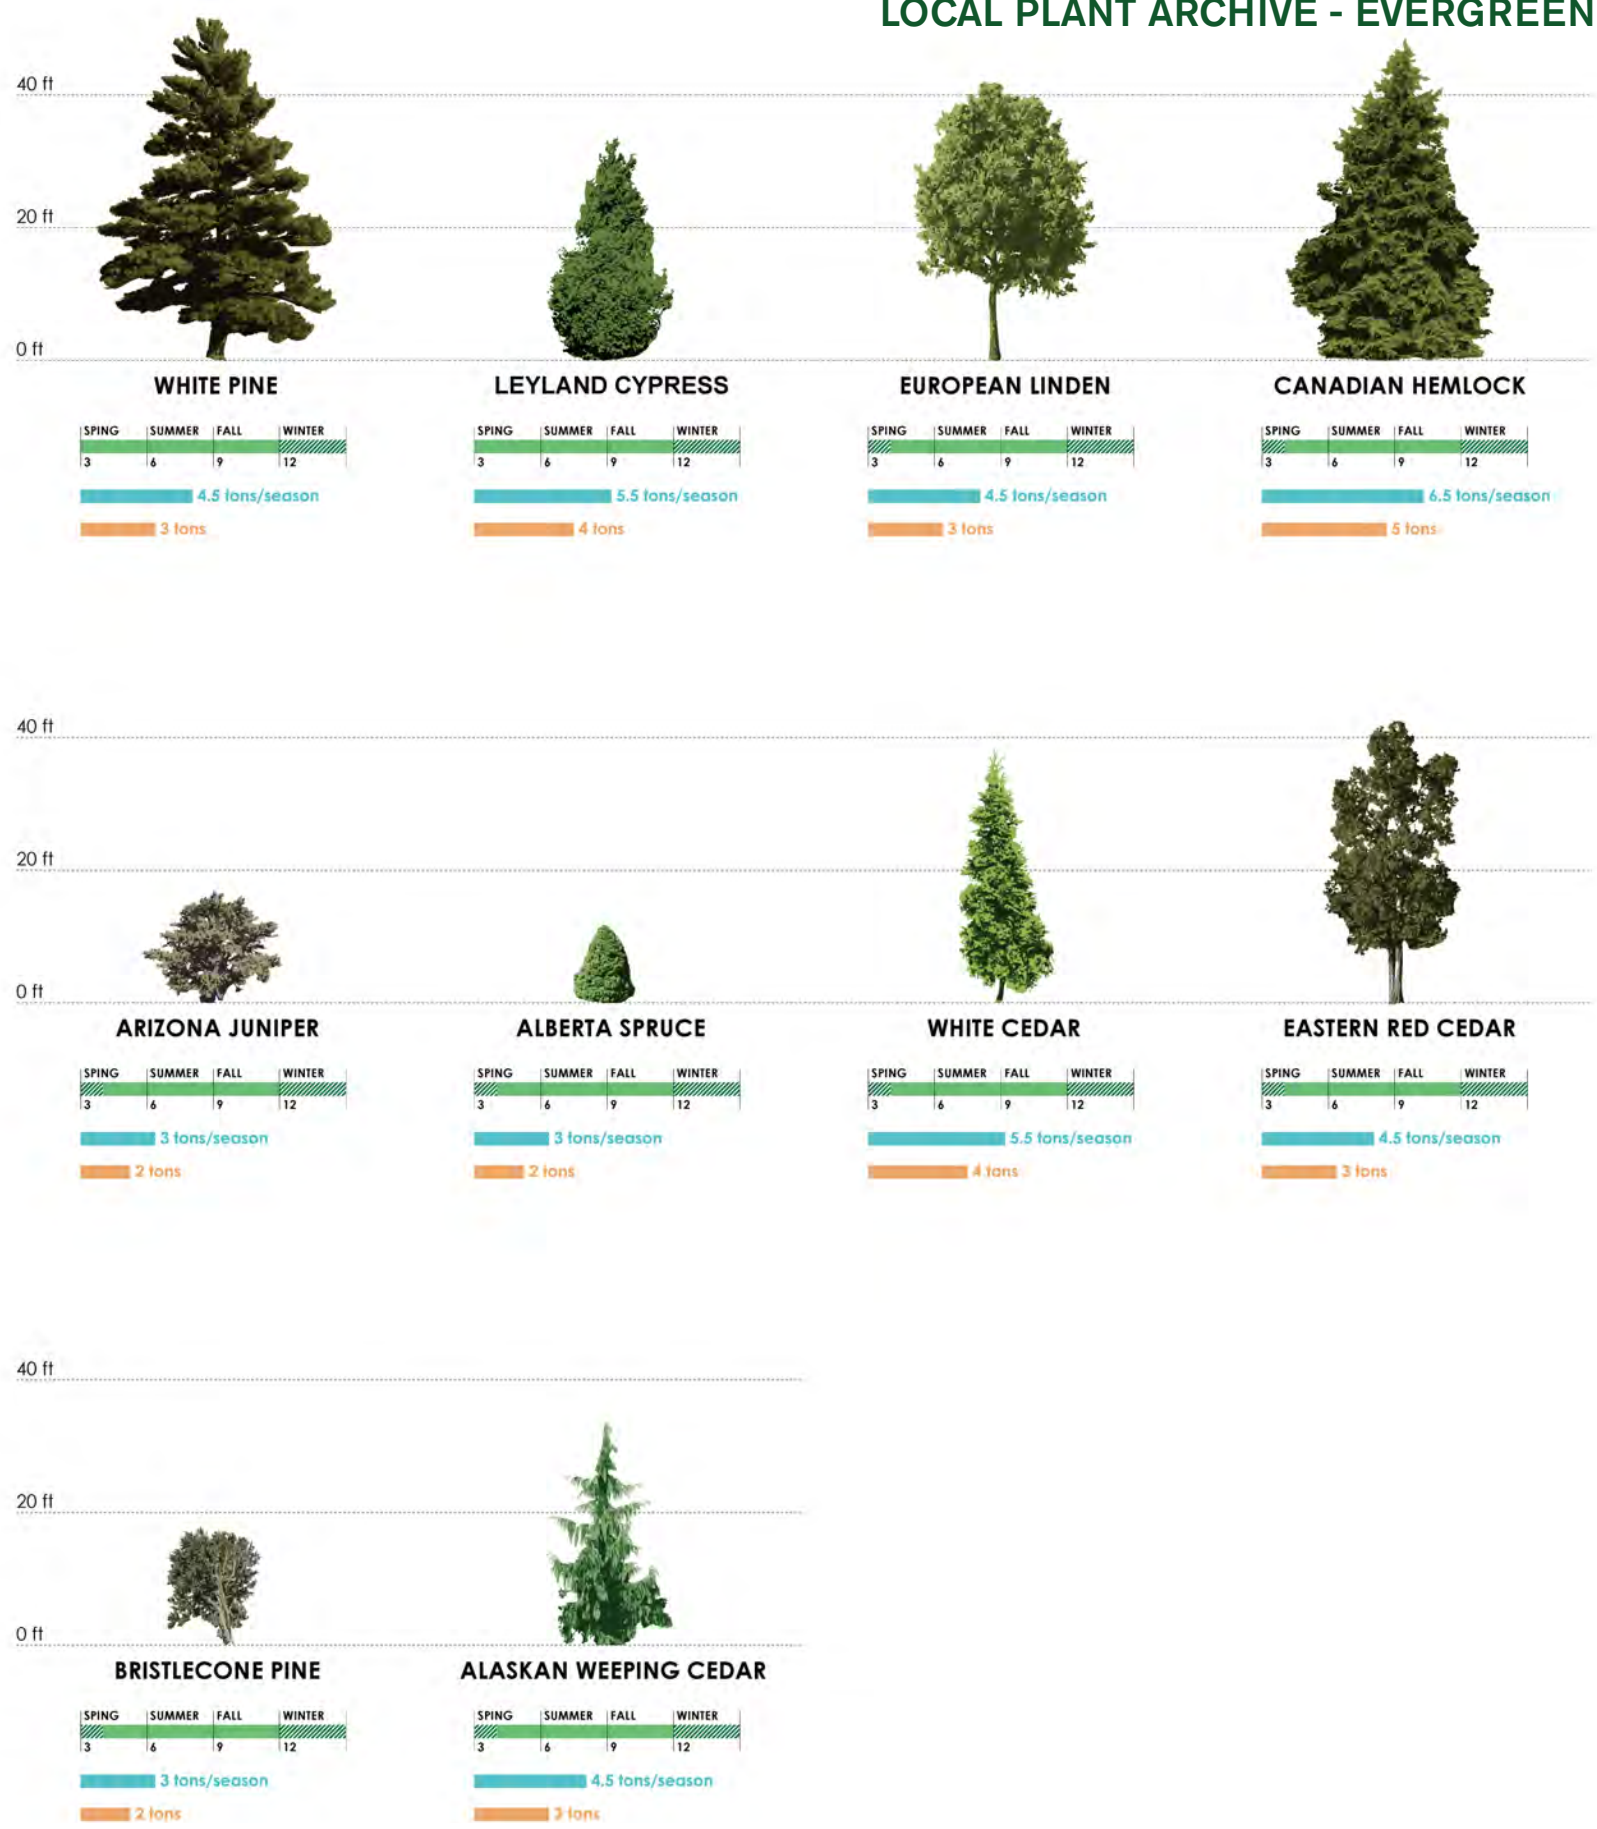 LOCAL PLANT ARCHIVE - EVERGREEN
40 ft
20 ft
0 ft
WHITE PINE LEYLAND CYPRESS EUROPEAN LINDEN CANADIAN HEMLOCK
SPING SUMMER FALL WINTER SPING SUMMER FALL WINTER SPING SUMMER FALL WINTER SPING SUMMER FALL WINTER
3 6 9 12 3 6 9 12 3 6 9 12 3 6 9 12
4.5 tons/season 5.5 tons/season 4.5 tons/season 6.5 tons/season
3 tons 4 tons 3 tons 5 tons
40 ft
20 ft
0 ft
ARIZONA JUNIPER ALBERTA SPRUCE WHITE CEDAR EASTERN RED CEDAR
SPING SUMMER FALL WINTER SPING SUMMER FALL WINTER SPING SUMMER FALL WINTER SPING SUMMER FALL WINTER
3 6 9 12 3 6 9 12 3 6 9 12 3 6 9 12
3 tons/season 3 tons/season 5.5 tons/season 4.5 tons/season
2 tons 2 tons 4 tons 3 tons
40 ft
20 ft
0 ft
BRISTLECONE PINE ALASKAN WEEPING CEDAR
SPING SUMMER FALL WINTER SPING SUMMER FALL WINTER
3 6 9 12 3 6 9 12
3 tons/season 4.5 tons/season
2 tons 3 tons